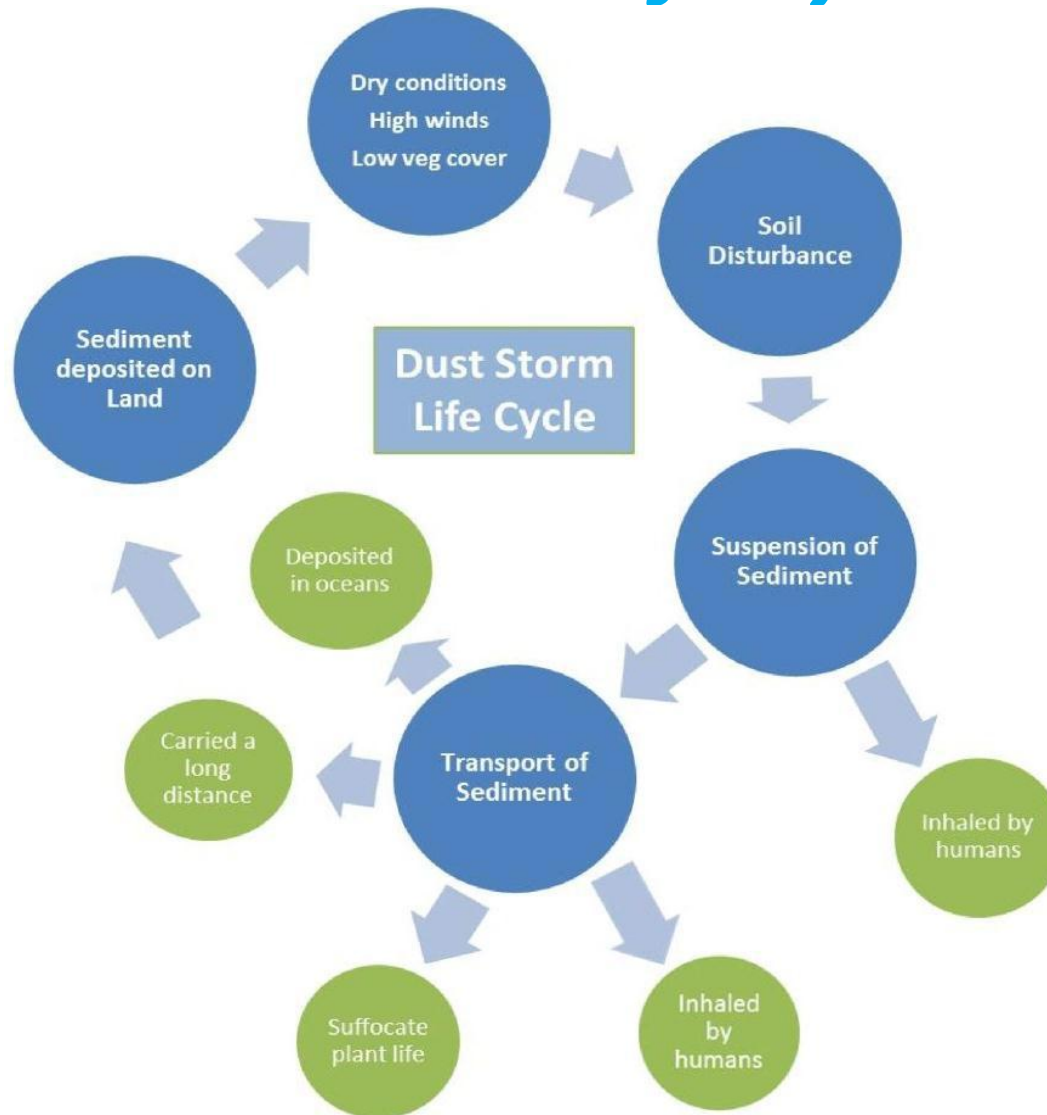 Dry conditions
High winds
Low veg cover
Soil
Disturbance
Sediment
deposited on
Land
Dust Storm
Life Cycle
Deposited
in oceans
Suspension of
Sediment
Carried a
long
distance
Transport of
Sediment
Inhaled by
humans
Suffocate
plant life
Inhaled
by
humans